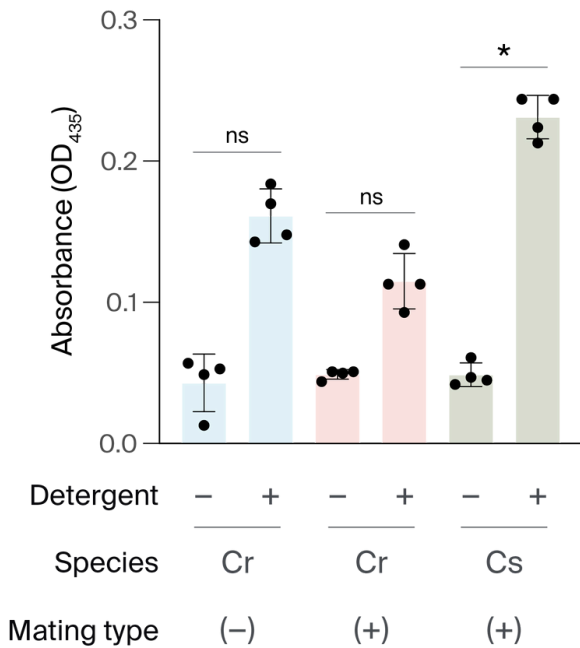 0.3
*
ns
0.2
ns
Absorbance (OD435)
0.1
0.0
Detergent − + − + − +
Species Cr Cr Cs
Mating type (−) (+) (+)